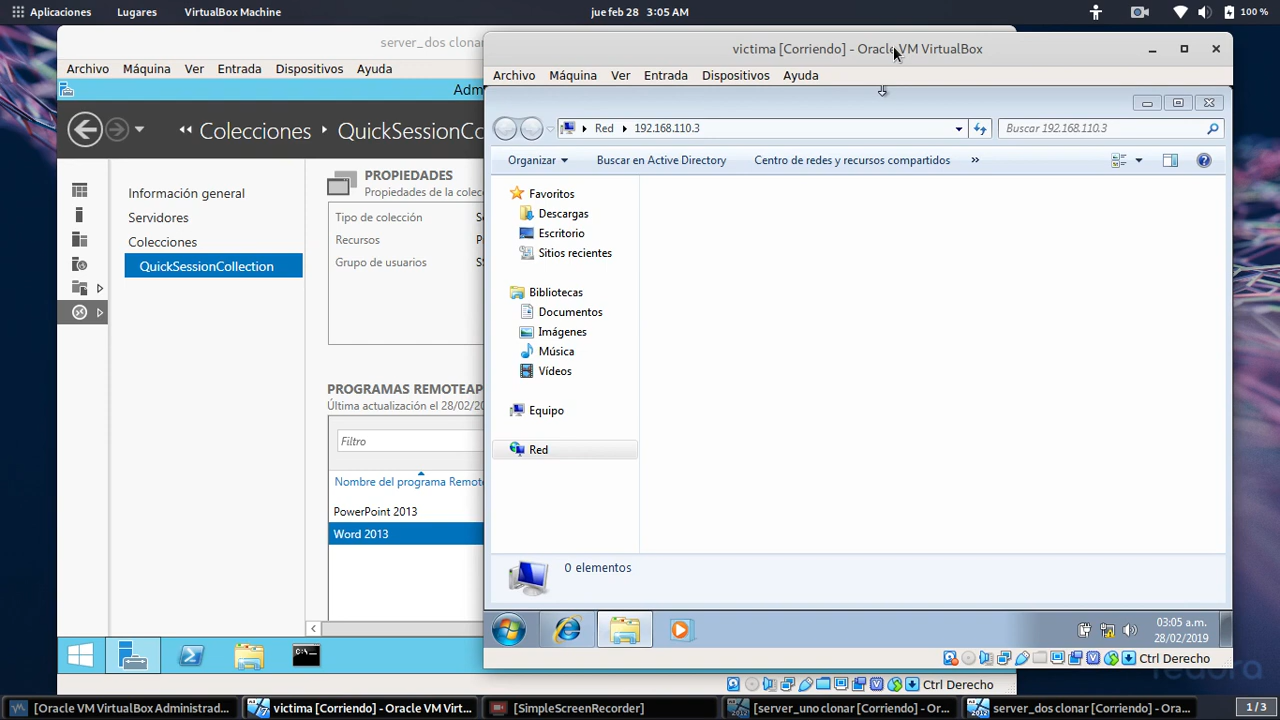 Aplicaciones Lugares VirtualBox Machine jue feb 28 3:05 AM 100 %
server_dos clonar
Archivo Máquina Ver Entrada Dispositivos Ayuda
Adm
Colecciones QuickSessionCo
Información general
Servidores
Colecciones
QuickSessionCollection
PROPIEDADES
Propiedades de la colec
Tipo de colección
Recursos
Grupo de usuarios
PROGRAMAS REMOTEAP
Última actualización el 28/02/20
Filtro
Nombre del programa Remote
PowerPoint 2013
Word 2013
Ctrl Derecho
victima [Corriendo] - Oracle VM VirtualBox
Archivo Máquina Ver Entrada Dispositivos Ayuda
Red 192.168.110.3 Buscar 192.168.110.3
Organizar Buscar en Active Directory Centro de redes y recursos compartidos »
Favoritos
Descargas
Escritorio
Sitios recientes
Bibliotecas
Documentos
Imágenes
Música
Vídeos
Equipo
Red
0 elementos
03:05 a.m.
28/02/2019
Ctrl Derecho
fedora
[Oracle VM VirtualBox Administrad... victima [Corriendo] - Oracle VM Virt... [SimpleScreenRecorder] [server_uno clonar [Corriendo] - Or... server_dos clonar [Corriendo] - Ora... 1 / 3